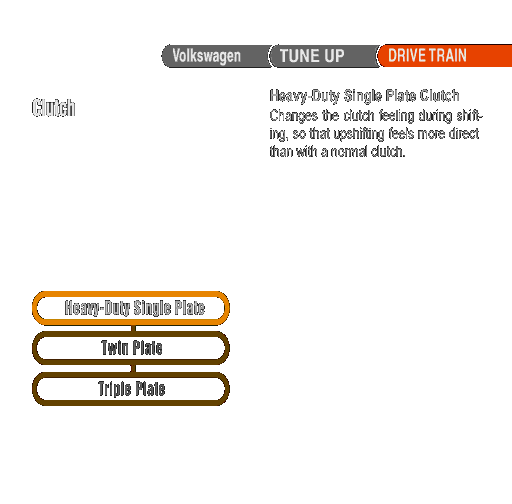 Volkswagen TUNE UP DRIVE TRAIN
Clutch
Heavy-Duty Single Plate Clutch
Changes the clutch feeling during shift-
ing, so that upshifting feels more direct
than with a normal clutch.
Heavy-Duty Single Plate
Twin Plate
Triple Plate